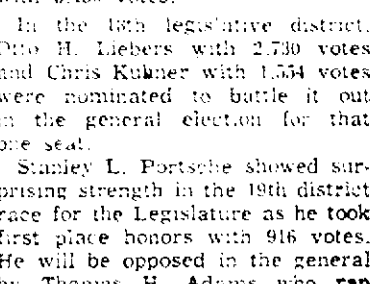 In the 18th legislative district,
Otto H. Liebers with 2,730 votes
and Chris Kuhner with 1,554 votes
were nominated to battle it out
in the general election for that
one seat.
Stanley L. Portsche showed sur-
prising strength in the 19th district
race for the Legislature as he took
first place honors with 916 votes.
He will be opposed in the general
by Thomas H. Adams who ran